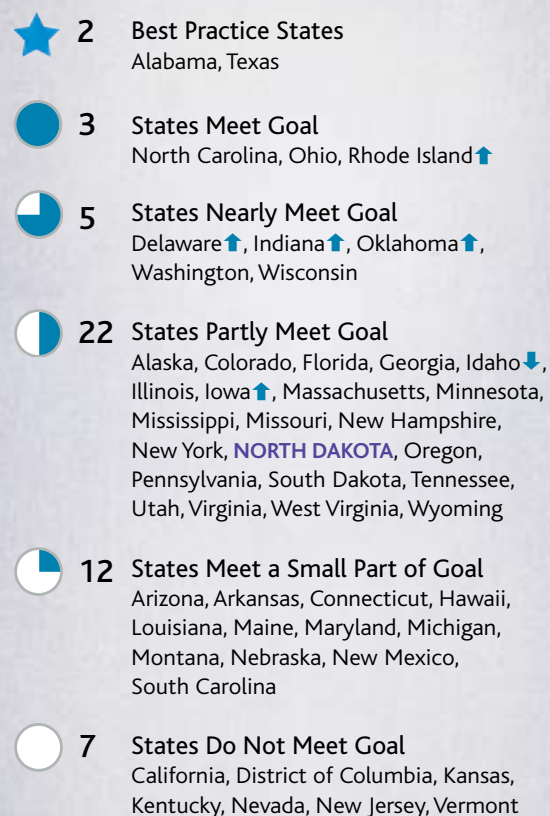 2 Best Practice States
Alabama, Texas
3 States Meet Goal
North Carolina, Ohio, Rhode Island⬆
5 States Nearly Meet Goal
Delaware⬆, Indiana⬆, Oklahoma⬆,
Washington, Wisconsin
22 States Partly Meet Goal
Alaska, Colorado, Florida, Georgia, Idaho⬇,
Illinois, Iowa⬆, Massachusetts, Minnesota,
Mississippi, Missouri, New Hampshire,
New York, NORTH DAKOTA, Oregon,
Pennsylvania, South Dakota, Tennessee,
Utah, Virginia, West Virginia, Wyoming
12 States Meet a Small Part of Goal
Arizona, Arkansas, Connecticut, Hawaii,
Louisiana, Maine, Maryland, Michigan,
Montana, Nebraska, New Mexico,
South Carolina
7 States Do Not Meet Goal
California, District of Columbia, Kansas,
Kentucky, Nevada, New Jersey, Vermont